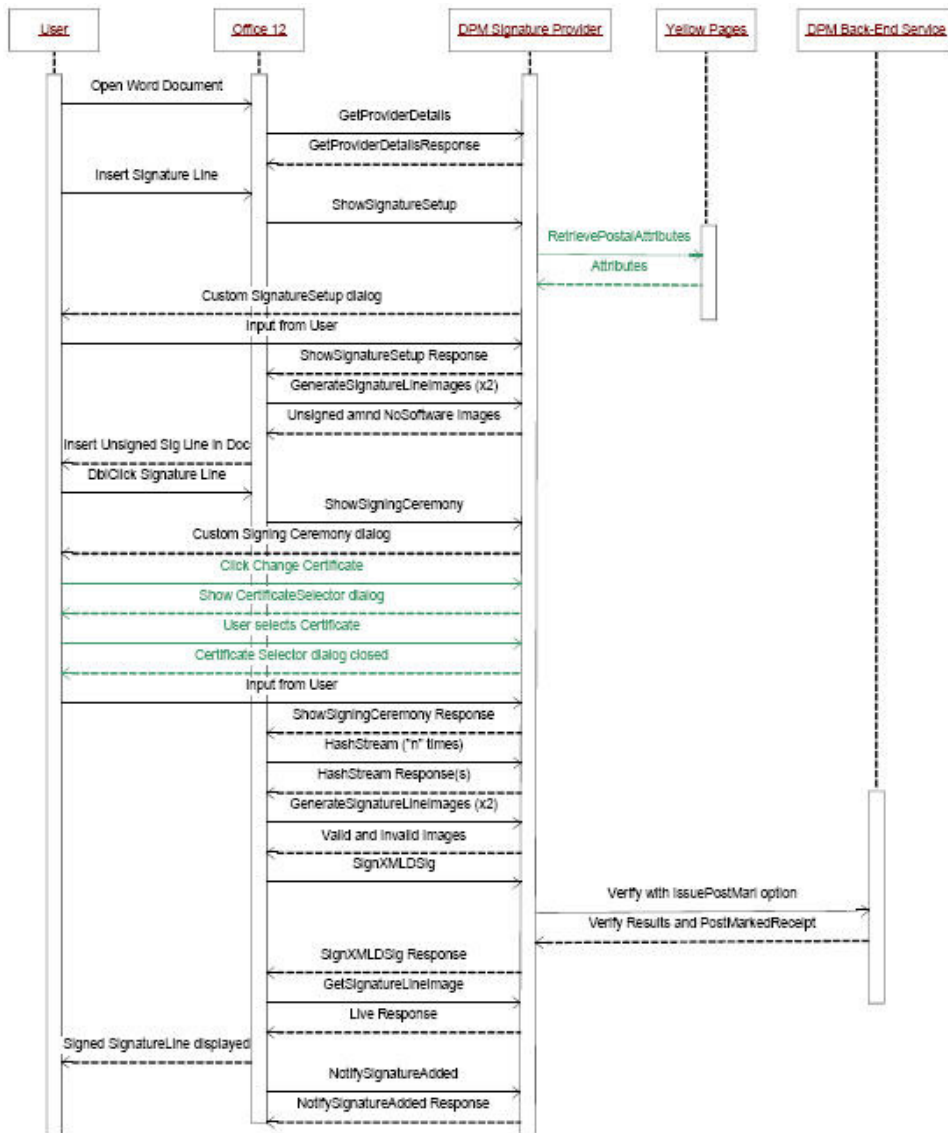 User
Office 12
DPM Signature Provider
Yellow Pages
DPM Back-End Service
Open Word Document
GetProviderDetails
GetProviderDetailsResponse
Insert Signature Line
ShowSignatureSetup
RetrievePostalAttributes
Attributes
Custom SignatureSetup dialog
Input from User
ShowSignatureSetup Response
GenerateSignatureLineImages (x2)
Unsigned amnd NoSoftware Images
Insert Unsigned Sig Line in Doc
DblClick Signature Line
ShowSigningCeremony
Custom Signing Ceremony dialog
Click Change Certificate
Show CertificateSelector dialog
User selects Certificate
Certificate Selector dialog closed
Input from User
ShowSigningCeremony Response
HashStream ("n" times)
HashStream Response(s)
GenerateSignatureLineImages (x2)
Valid and Invalid Images
SignXMLDSig
Verify with IssuePostMarl option
Verify Results and PostMarkedReceipt
SignXMLDSig Response
GetSignatureLineImage
Live Response
Signed SignatureLine displayed
NotifySignatureAdded
NotifySignatureAdded Response